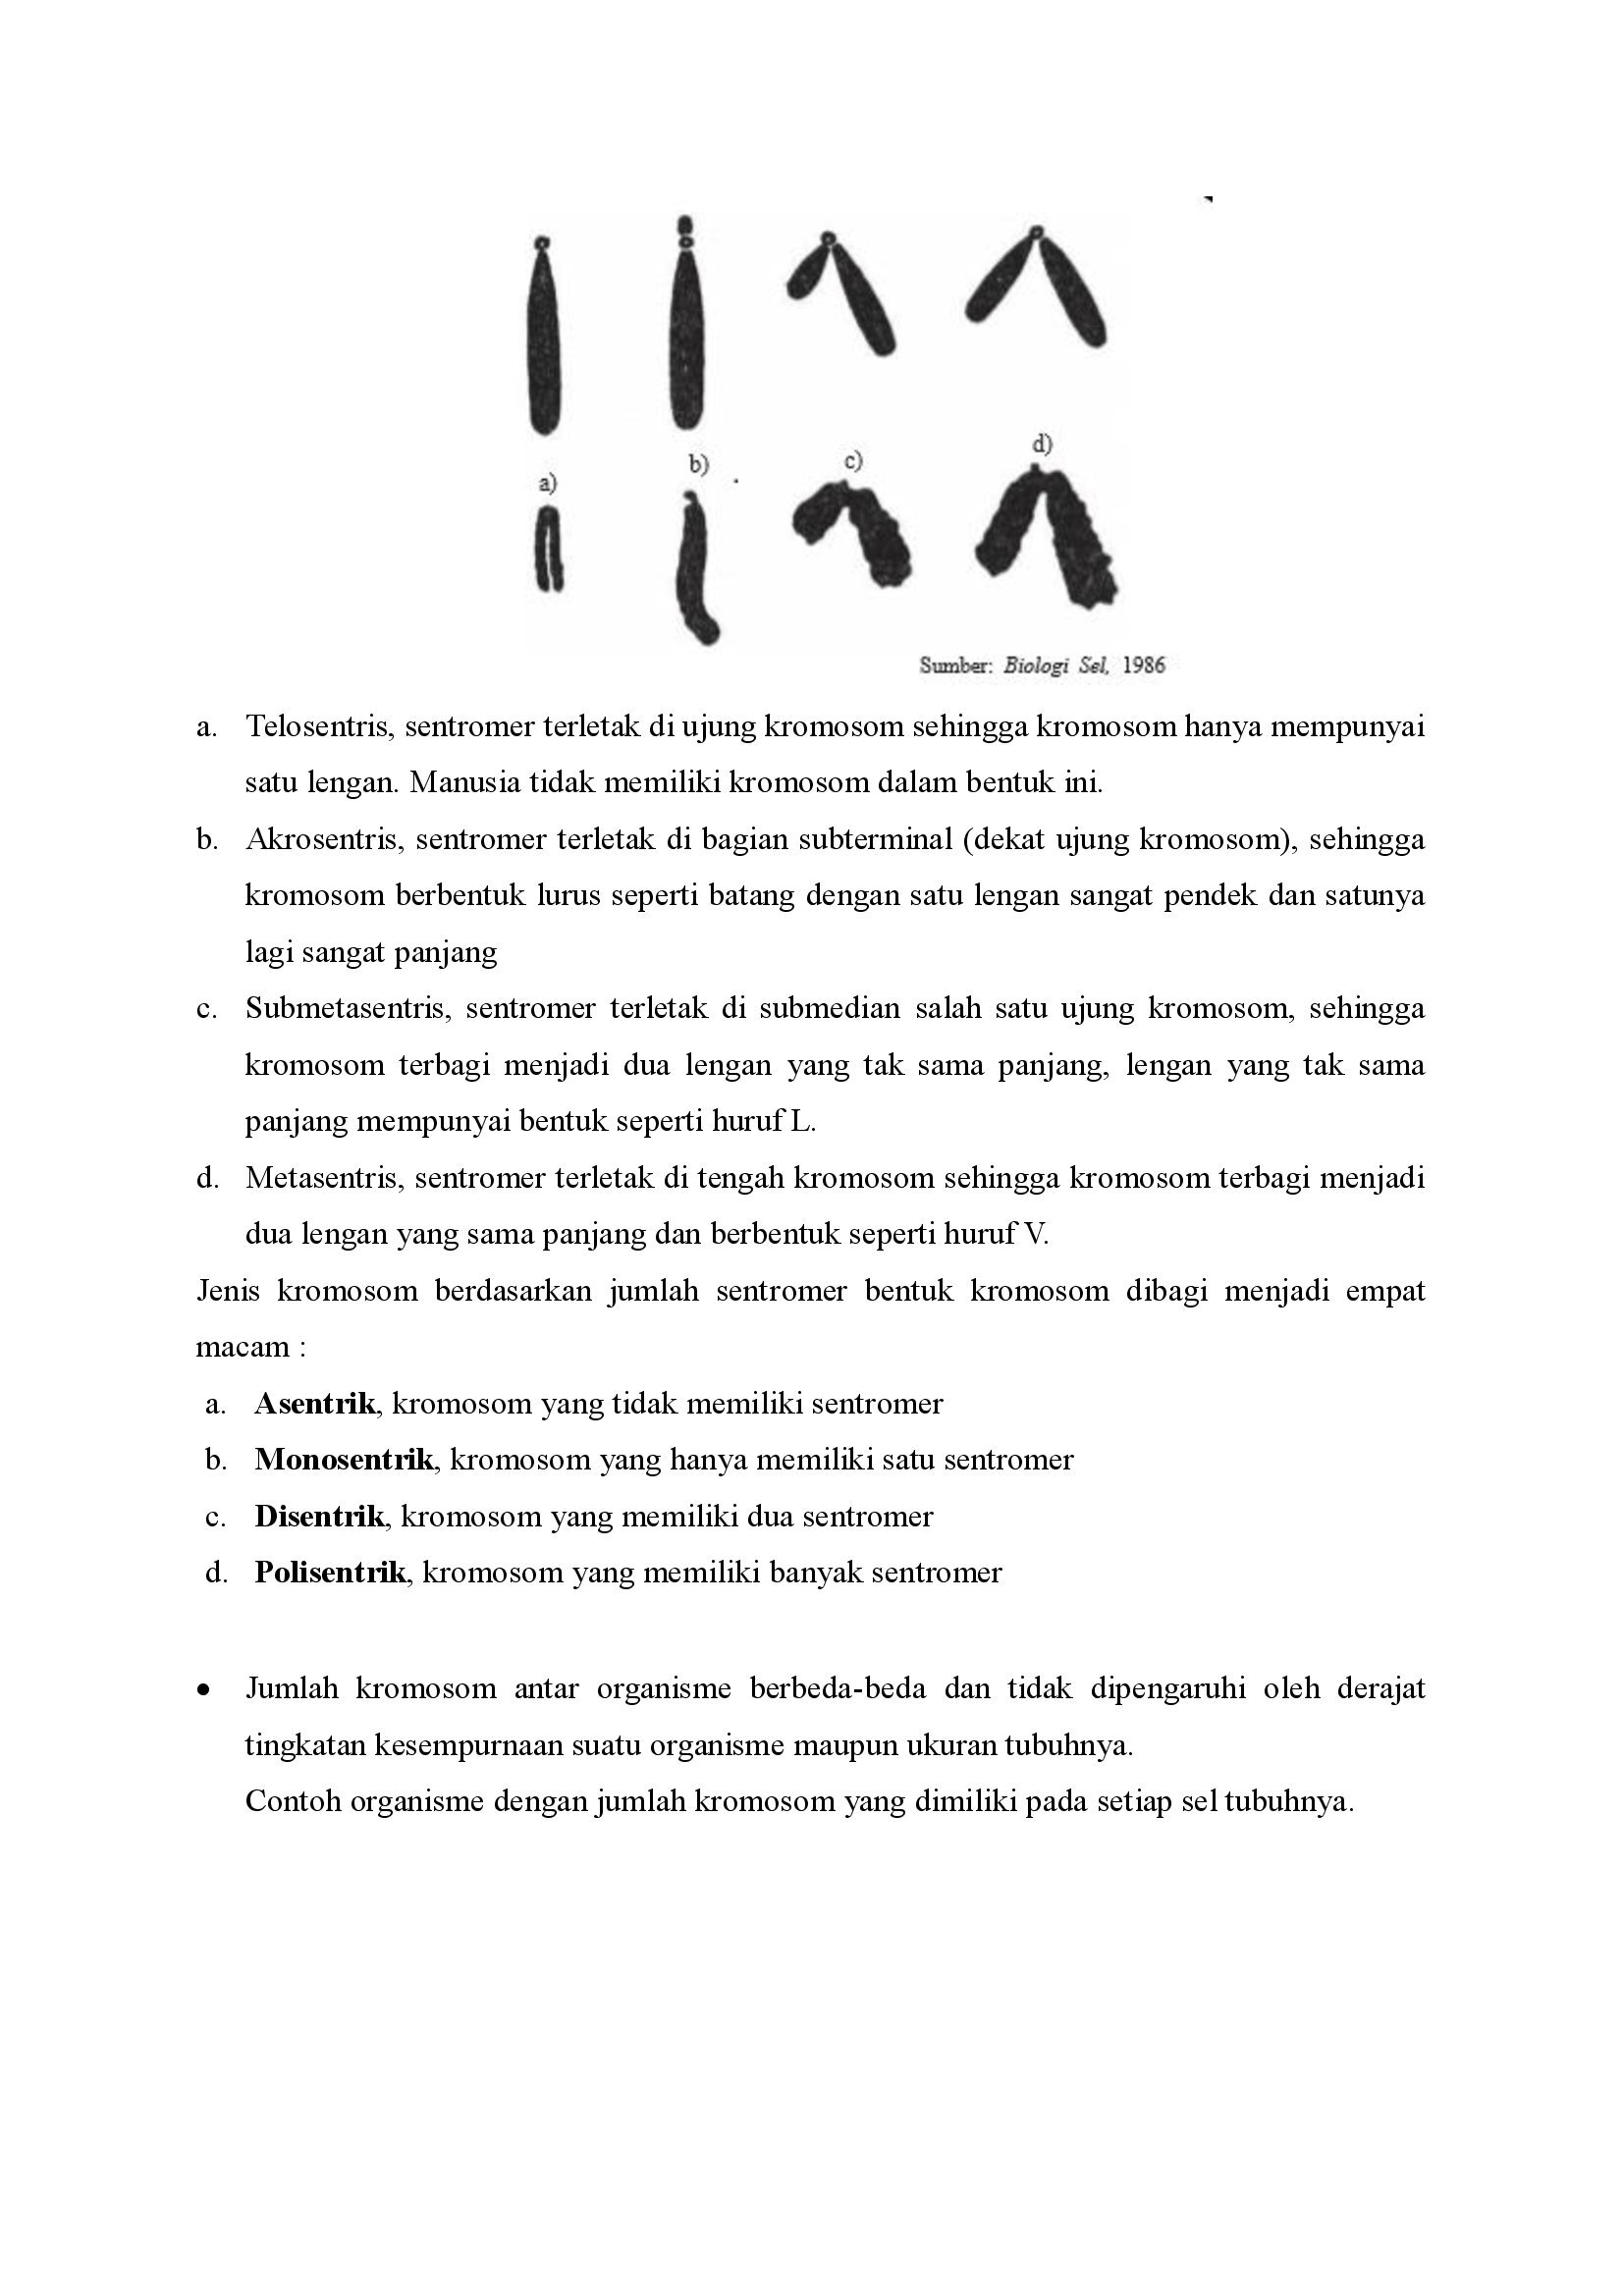 d)
b)
c)
a)
Sumber: Biologi Sel, 1986
a. Telosentris, sentromer terletak di ujung kromosom sehingga kromosom hanya mempunyai
satu lengan. Manusia tidak memiliki kromosom dalam bentuk ini.
b. Akrosentris, sentromer terletak di bagian subterminal (dekat ujung kromosom), sehingga
kromosom berbentuk lurus seperti batang dengan satu lengan sangat pendek dan satunya
lagi sangat panjang
c. Submetasentris, sentromer terletak di submedian salah satu ujung kromosom, sehingga
kromosom terbagi menjadi dua lengan yang tak sama panjang, lengan yang tak sama
panjang mempunyai bentuk seperti huruf L.
d. Metasentris, sentromer terletak di tengah kromosom sehingga kromosom terbagi menjadi
dua lengan yang sama panjang dan berbentuk seperti huruf V.
Jenis kromosom berdasarkan jumlah sentromer bentuk kromosom dibagi menjadi empat
macam :
a. Asentrik, kromosom yang tidak memiliki sentromer
b. Monosentrik, kromosom yang hanya memiliki satu sentromer
c. Disentrik, kromosom yang memiliki dua sentromer
d. Polisentrik, kromosom yang memiliki banyak sentromer
• Jumlah kromosom antar organisme berbeda-beda dan tidak dipengaruhi oleh derajat
tingkatan kesempurnaan suatu organisme maupun ukuran tubuhnya.
Contoh organisme dengan jumlah kromosom yang dimiliki pada setiap sel tubuhnya.